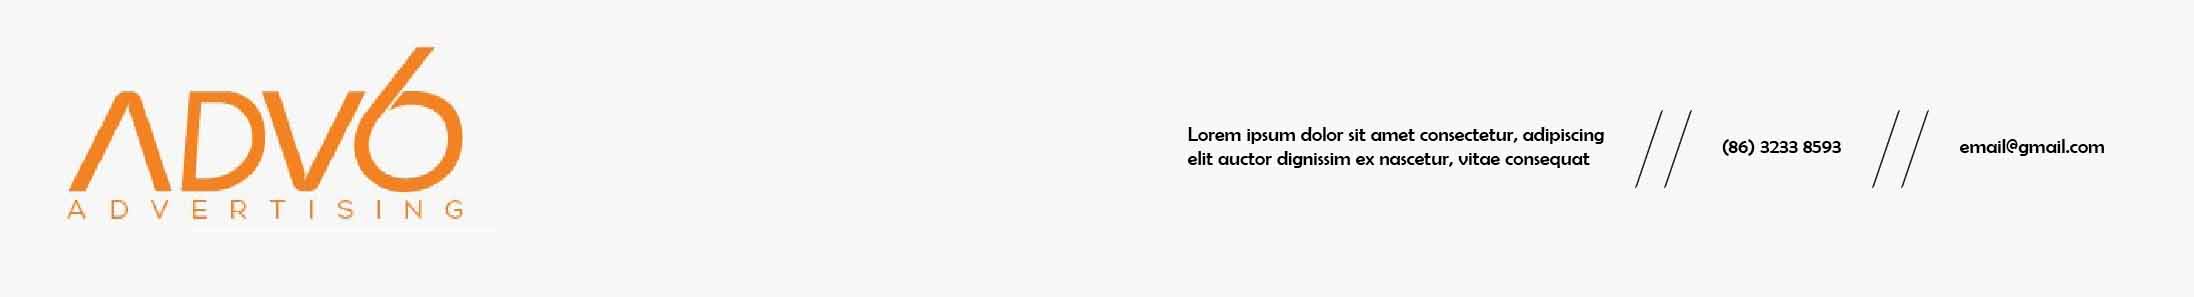 ADV6
ADVERTISING
Lorem ipsum dolor sit amet consectetur, adipiscing
elit auctor dignissim ex nascetur, vitae consequat
(86) 3233 8593
email@gmail.com